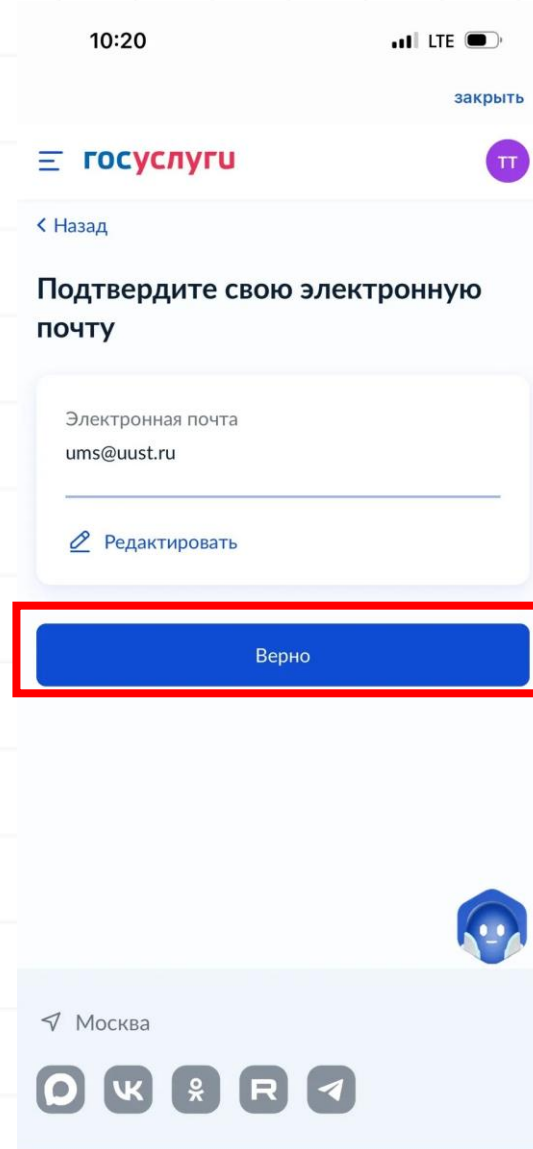 10:20 LTE
закрыть
госуслуги ТТ
Назад
Подтвердите свою электронную
почту
Электронная почта
ums@uust.ru
Редактировать
Верно
Москва